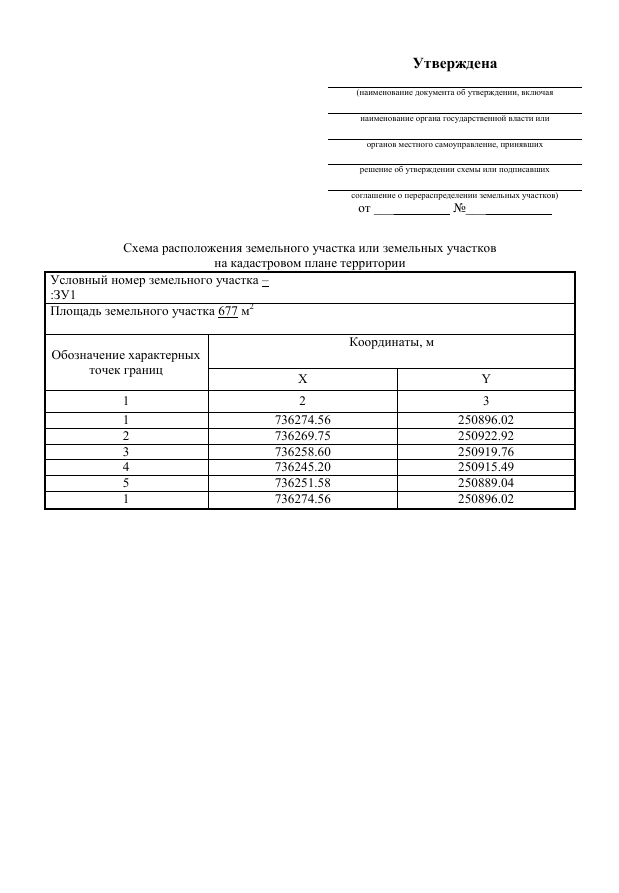 Утверждена
(наименование документа об утверждении, включая
наименование органа государственной власти или
органов местного самоуправление, принявших
решение об утверждении схемы или подписавших
соглашение о перераспределении земельных участков)
от ____________ №_____________
Схема расположения земельного участка или земельных участков
на кадастровом плане территории
Условный номер земельного участка –
:ЗУ1
Площадь земельного участка 677 м²
Обозначение характерных
точек границ
Координаты, м
X Y
1 2 3
1 736274.56 250896.02
2 736269.75 250922.92
3 736258.60 250919.76
4 736245.20 250915.49
5 736251.58 250889.04
1 736274.56 250896.02